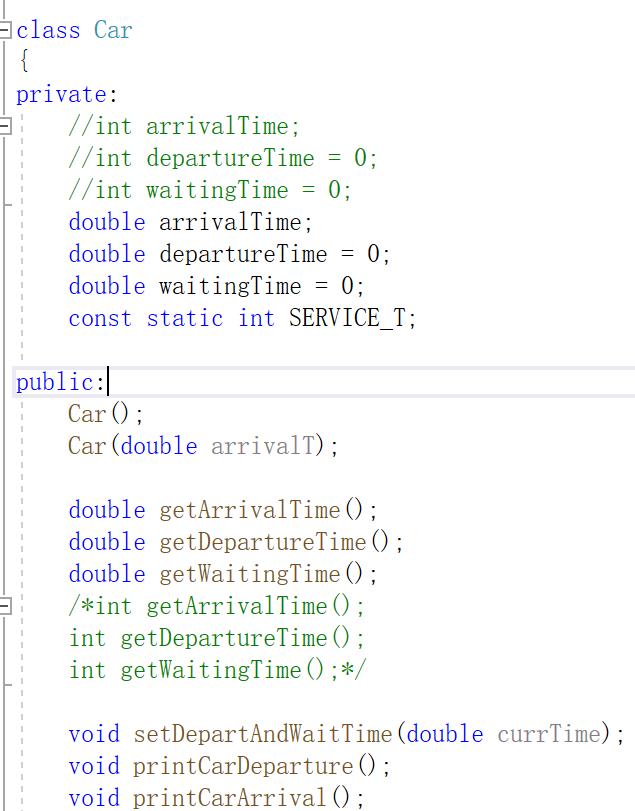 class Car
{
private:
    //int arrivalTime;
    //int departureTime = 0;
    //int waitingTime = 0;
    double arrivalTime;
    double departureTime = 0;
    double waitingTime = 0;
    const static int SERVICE_T;

public:
    Car();
    Car(double arrivalT);

    double getArrivalTime();
    double getDepartureTime();
    double getWaitingTime();
    /*int getArrivalTime();
    int getDepartureTime();
    int getWaitingTime();*/

    void setDepartAndWaitTime(double currTime);
    void printCarDeparture();
    void printCarArrival();